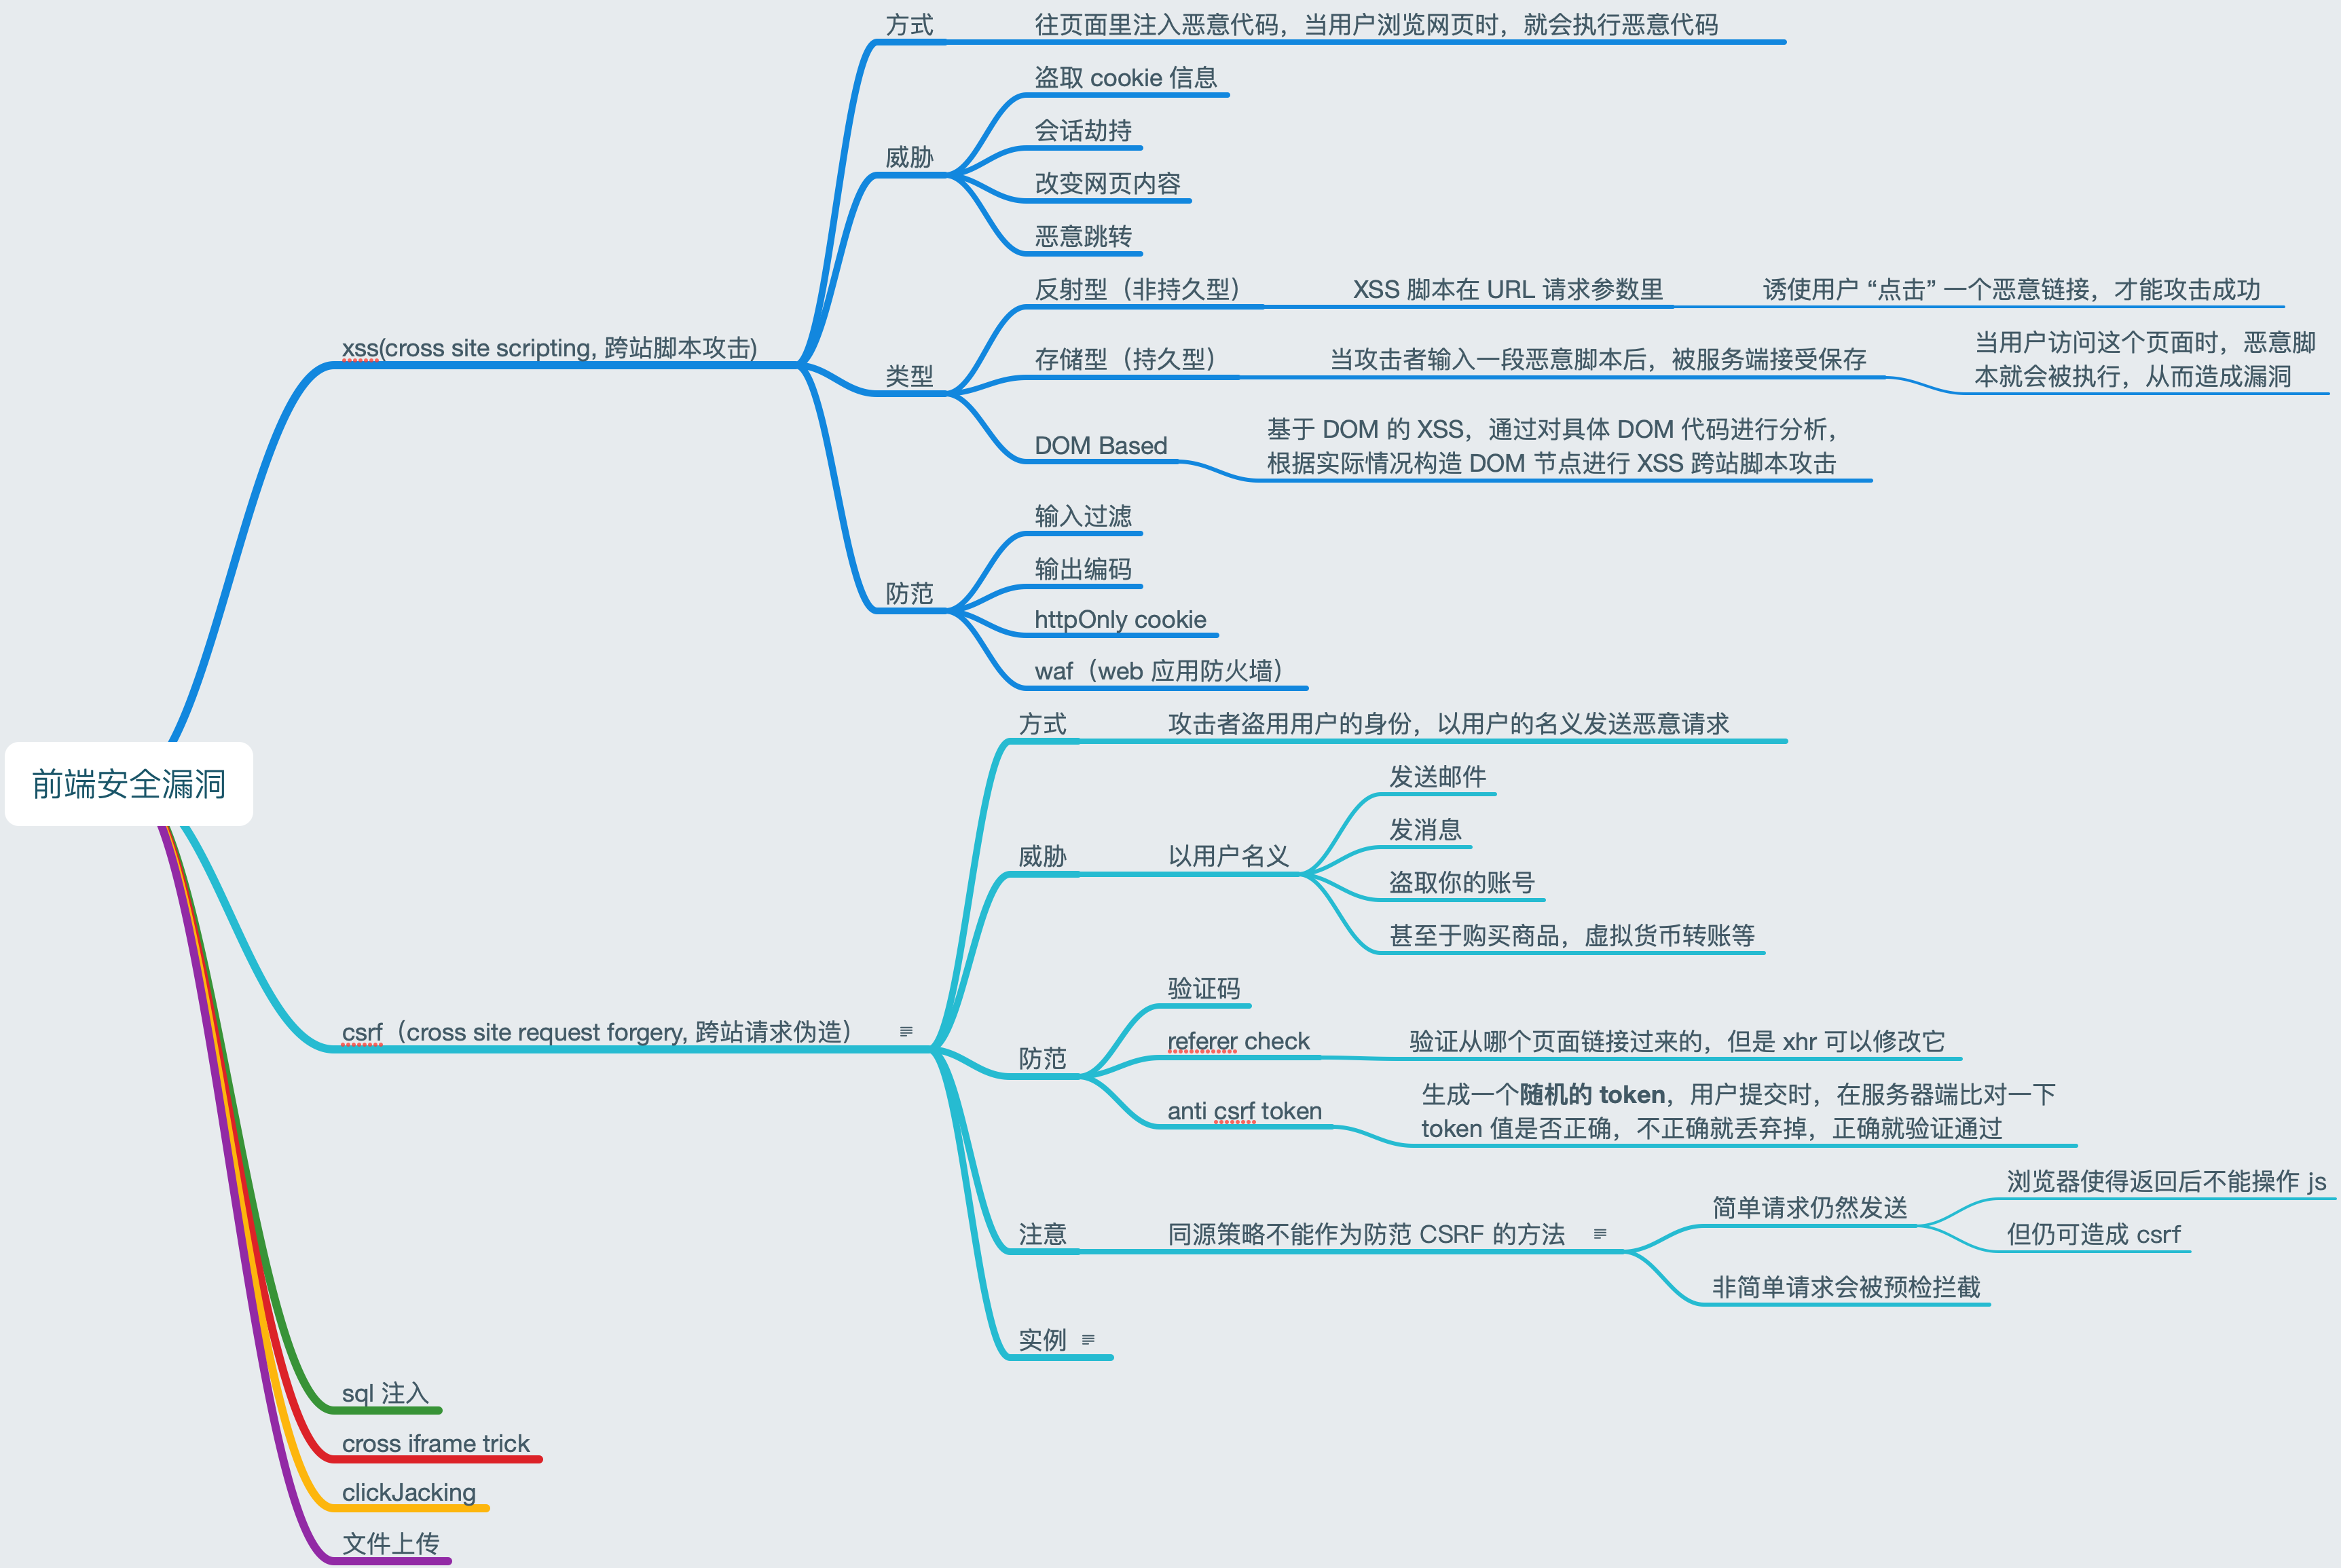 前端安全漏洞
xss(cross site scripting, 跨站脚本攻击)
方式
往页面里注入恶意代码，当用户浏览网页时，就会执行恶意代码
威胁
盗取 cookie 信息
会话劫持
改变网页内容
恶意跳转
类型
反射型（非持久型）
XSS 脚本在 URL 请求参数里
诱使用户 “点击” 一个恶意链接，才能攻击成功
存储型（持久型）
当攻击者输入一段恶意脚本后，被服务端接受保存
当用户访问这个页面时，恶意脚
本就会被执行，从而造成漏洞
DOM Based
基于 DOM 的 XSS，通过对具体 DOM 代码进行分析，
根据实际情况构造 DOM 节点进行 XSS 跨站脚本攻击
防范
输入过滤
输出编码
httpOnly cookie
waf（web 应用防火墙）
csrf（cross site request forgery, 跨站请求伪造）
方式
攻击者盗用用户的身份，以用户的名义发送恶意请求
威胁
以用户名义
发送邮件
发消息
盗取你的账号
甚至于购买商品，虚拟货币转账等
防范
验证码
referer check
验证从哪个页面链接过来的，但是 xhr 可以修改它
anti csrf token
生成一个随机的 token，用户提交时，在服务器端比对一下
token 值是否正确，不正确就丢弃掉，正确就验证通过
注意
同源策略不能作为防范 CSRF 的方法
简单请求仍然发送
浏览器使得返回后不能操作 js
但仍可造成 csrf
非简单请求会被预检拦截
实例
sql 注入
cross iframe trick
clickJacking
文件上传